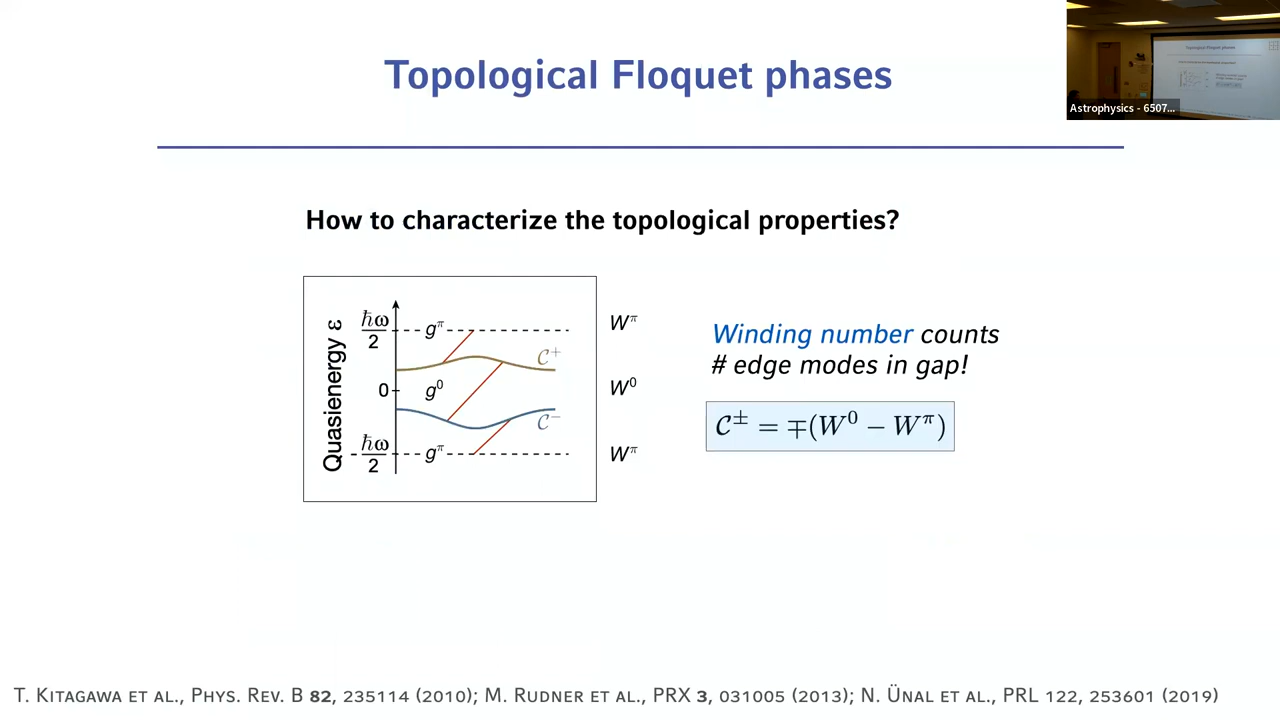 Topological Floquet phases
Astrophysics - 6507...
How to characterize the topological properties?
Quasienergy ε
ħω/2
0
-ħω/2
g^π
g^0
g^π
C^+
C^−
W^π
W^0
W^π
Winding number counts
# edge modes in gap!
C^± = ∓(W^0 − W^π)
T. Kitagawa et al., Phys. Rev. B 82, 235114 (2010); M. Rudner et al., PRX 3, 031005 (2013); N. Ünal et al., PRL 122, 253601 (2019)